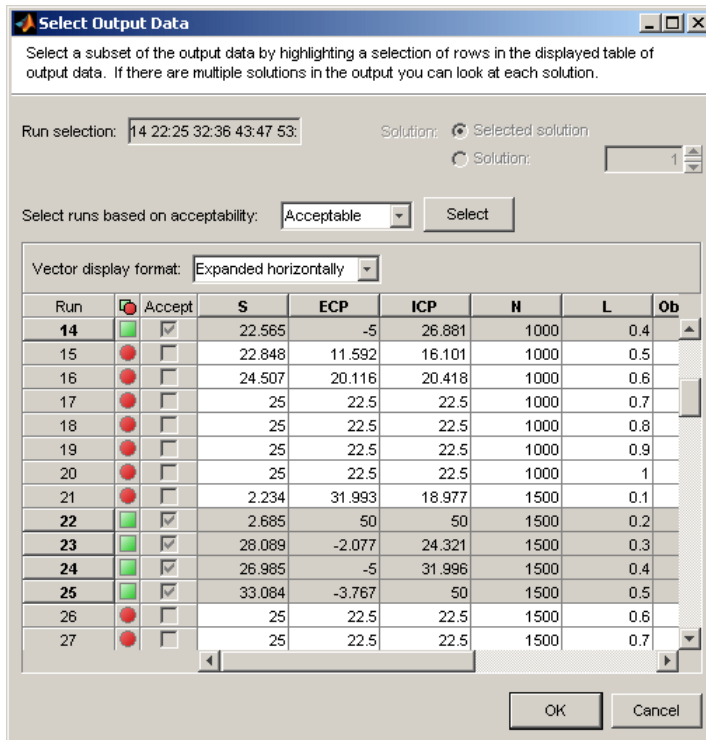 Select Output Data
Select a subset of the output data by highlighting a selection of rows in the displayed table of
output data. If there are multiple solutions in the output you can look at each solution.
Run selection: 14 22:25 32:36 43:47 53: Solution: Selected solution
Solution: 1
Select runs based on acceptability: Acceptable Select
Vector display format: Expanded horizontally
Run Accept S ECP ICP N L Ob
14 22.565 -5 26.881 1000 0.4
15 22.848 11.592 16.101 1000 0.5
16 24.507 20.116 20.418 1000 0.6
17 25 22.5 22.5 1000 0.7
18 25 22.5 22.5 1000 0.8
19 25 22.5 22.5 1000 0.9
20 25 22.5 22.5 1000 1
21 2.234 31.993 18.977 1500 0.1
22 2.685 50 50 1500 0.2
23 28.089 -2.077 24.321 1500 0.3
24 26.985 -5 31.996 1500 0.4
25 33.084 -3.767 50 1500 0.5
26 25 22.5 22.5 1500 0.6
27 25 22.5 22.5 1500 0.7
OK Cancel